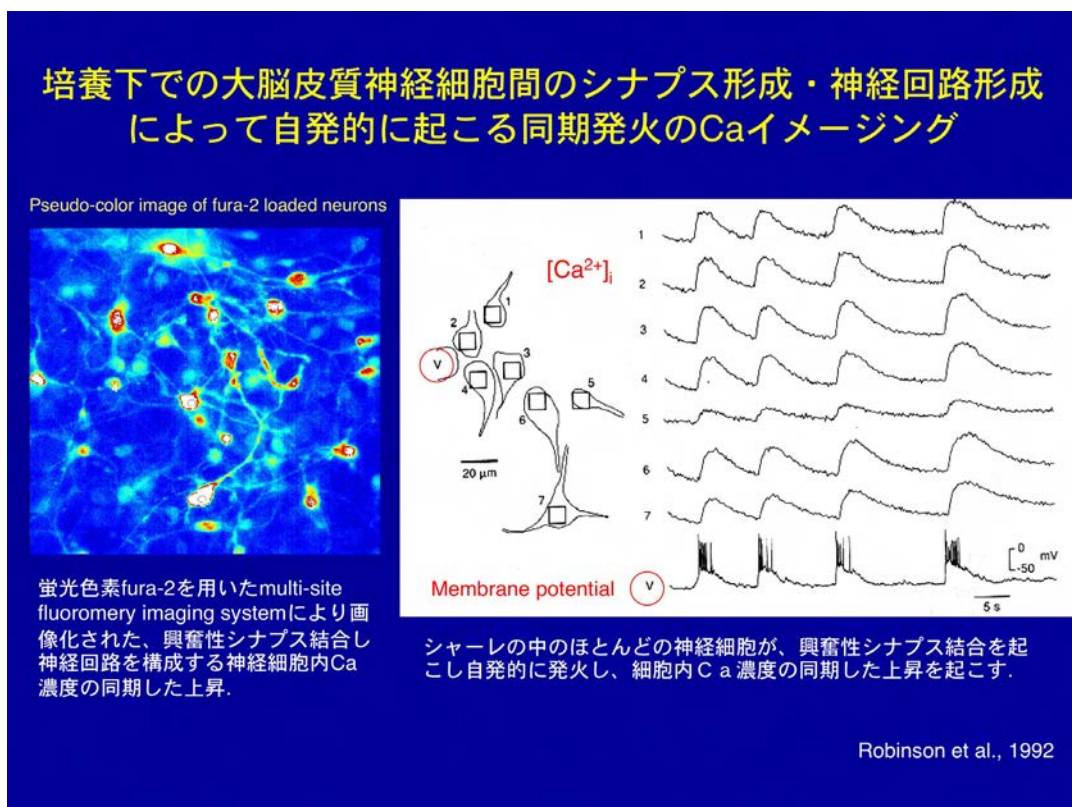 培養下での大脳皮質神経細胞間のシナプス形成・神経回路形成
によって自発的に起こる同期発火のCaイメージング
Pseudo-color image of fura-2 loaded neurons
[Ca²⁺]ᵢ
1
2
3
4
5
6
7
V
20 μm
1
2
3
4
5
6
7
0
-50
mV
5 s
Membrane potential
V
蛍光色素fura-2を用いたmulti-site
fluoromery imaging systemにより画
像化された、興奮性シナプス結合し
神経回路を構成する神経細胞内Ca
濃度の同期した上昇.
シャーレの中のほとんどの神経細胞が、興奮性シナプス結合を起
こし自発的に発火し、細胞内Ｃａ濃度の同期した上昇を起こす.
Robinson et al., 1992